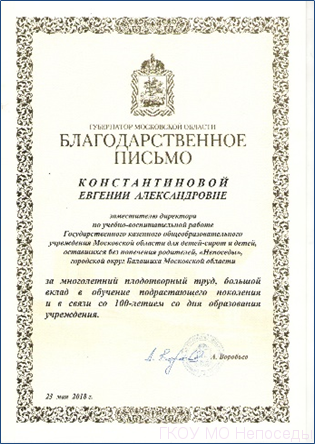 ГУБЕРНАТОР МОСКОВСКОЙ ОБЛАСТИ
БЛАГОДАРСТВЕННОЕ
ПИСЬМО
КОНСТАНТИНОВОЙ
ЕВГЕНИИ АЛЕКСАНДРОВНЕ
заместителю директора
по учебно-воспитательной работе
Государственного казенного общеобразовательного
учреждения Московской области для детей-сирот и детей,
оставшихся без попечения родителей, «Непоседы»,
городской округ Балашиха Московской области
за многолетний плодотворный труд, большой
вклад в обучение подрастающего поколения
и в связи со 100-летием со дня образования
учреждения.
А. Воробьев
25 мая 2018 г.
ГКОУ МО Непоседы